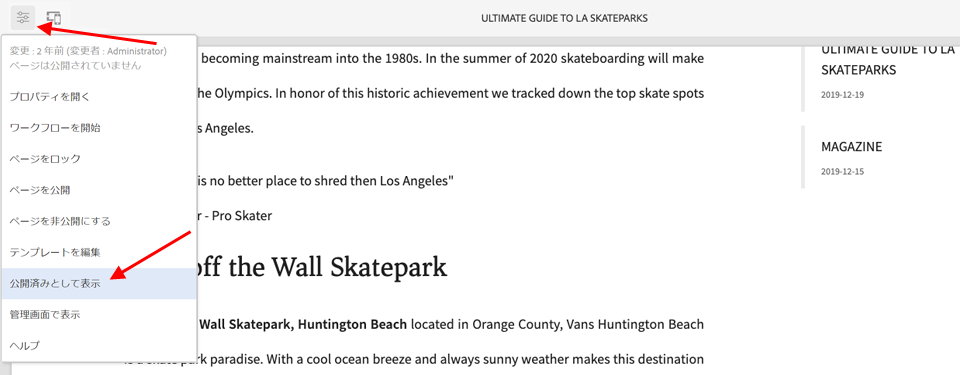 ULTIMATE GUIDE TO LA SKATEPARKS
変更 : 2 年前 (変更者 : Administrator)
ページは公開されていません
プロパティを開く
ワークフローを開始
ページをロック
ページを公開
ページを非公開にする
テンプレートを編集
公開済みとして表示
管理画面で表示
ヘルプ
becoming mainstream into the 1980s. In the summer of 2020 skateboarding will make
he Olympics. In honor of this historic achievement we tracked down the top skate spots
s Angeles.
is no better place to shred then Los Angeles"
r - Pro Skater
off the Wall Skatepark
Wall Skatepark, Huntington Beach located in Orange County, Vans Huntington Beach
is a skate park paradise. With a cool ocean breeze and always sunny weather makes this destination
ULTIMATE GUIDE TO LA
SKATEPARKS
2019-12-19
MAGAZINE
2019-12-15